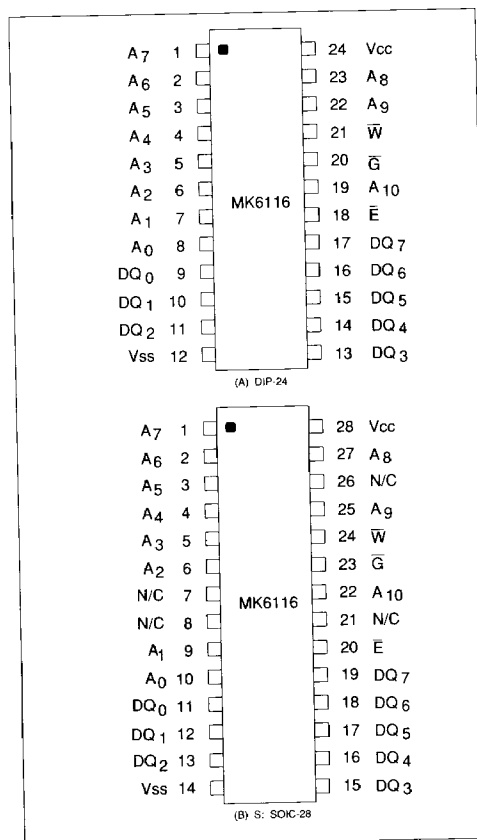 A7 1 24 Vcc
A6 2 23 A8
A5 3 22 A9
A4 4 21 W̅
A3 5 20 G̅
A2 6 19 A10
MK6116
A1 7 18 E̅
A0 8 17 DQ7
DQ0 9 16 DQ6
DQ1 10 15 DQ5
DQ2 11 14 DQ4
Vss 12 13 DQ3
(A) DIP-24
A7 1 28 Vcc
A6 2 27 A8
A5 3 26 N/C
A4 4 25 A9
A3 5 24 W̅
A2 6 23 G̅
N/C 7 22 A10
MK6116
N/C 8 21 N/C
A1 9 20 E̅
A0 10 19 DQ7
DQ0 11 18 DQ6
DQ1 12 17 DQ5
DQ2 13 16 DQ4
Vss 14 15 DQ3
(B) S: SOIC-28